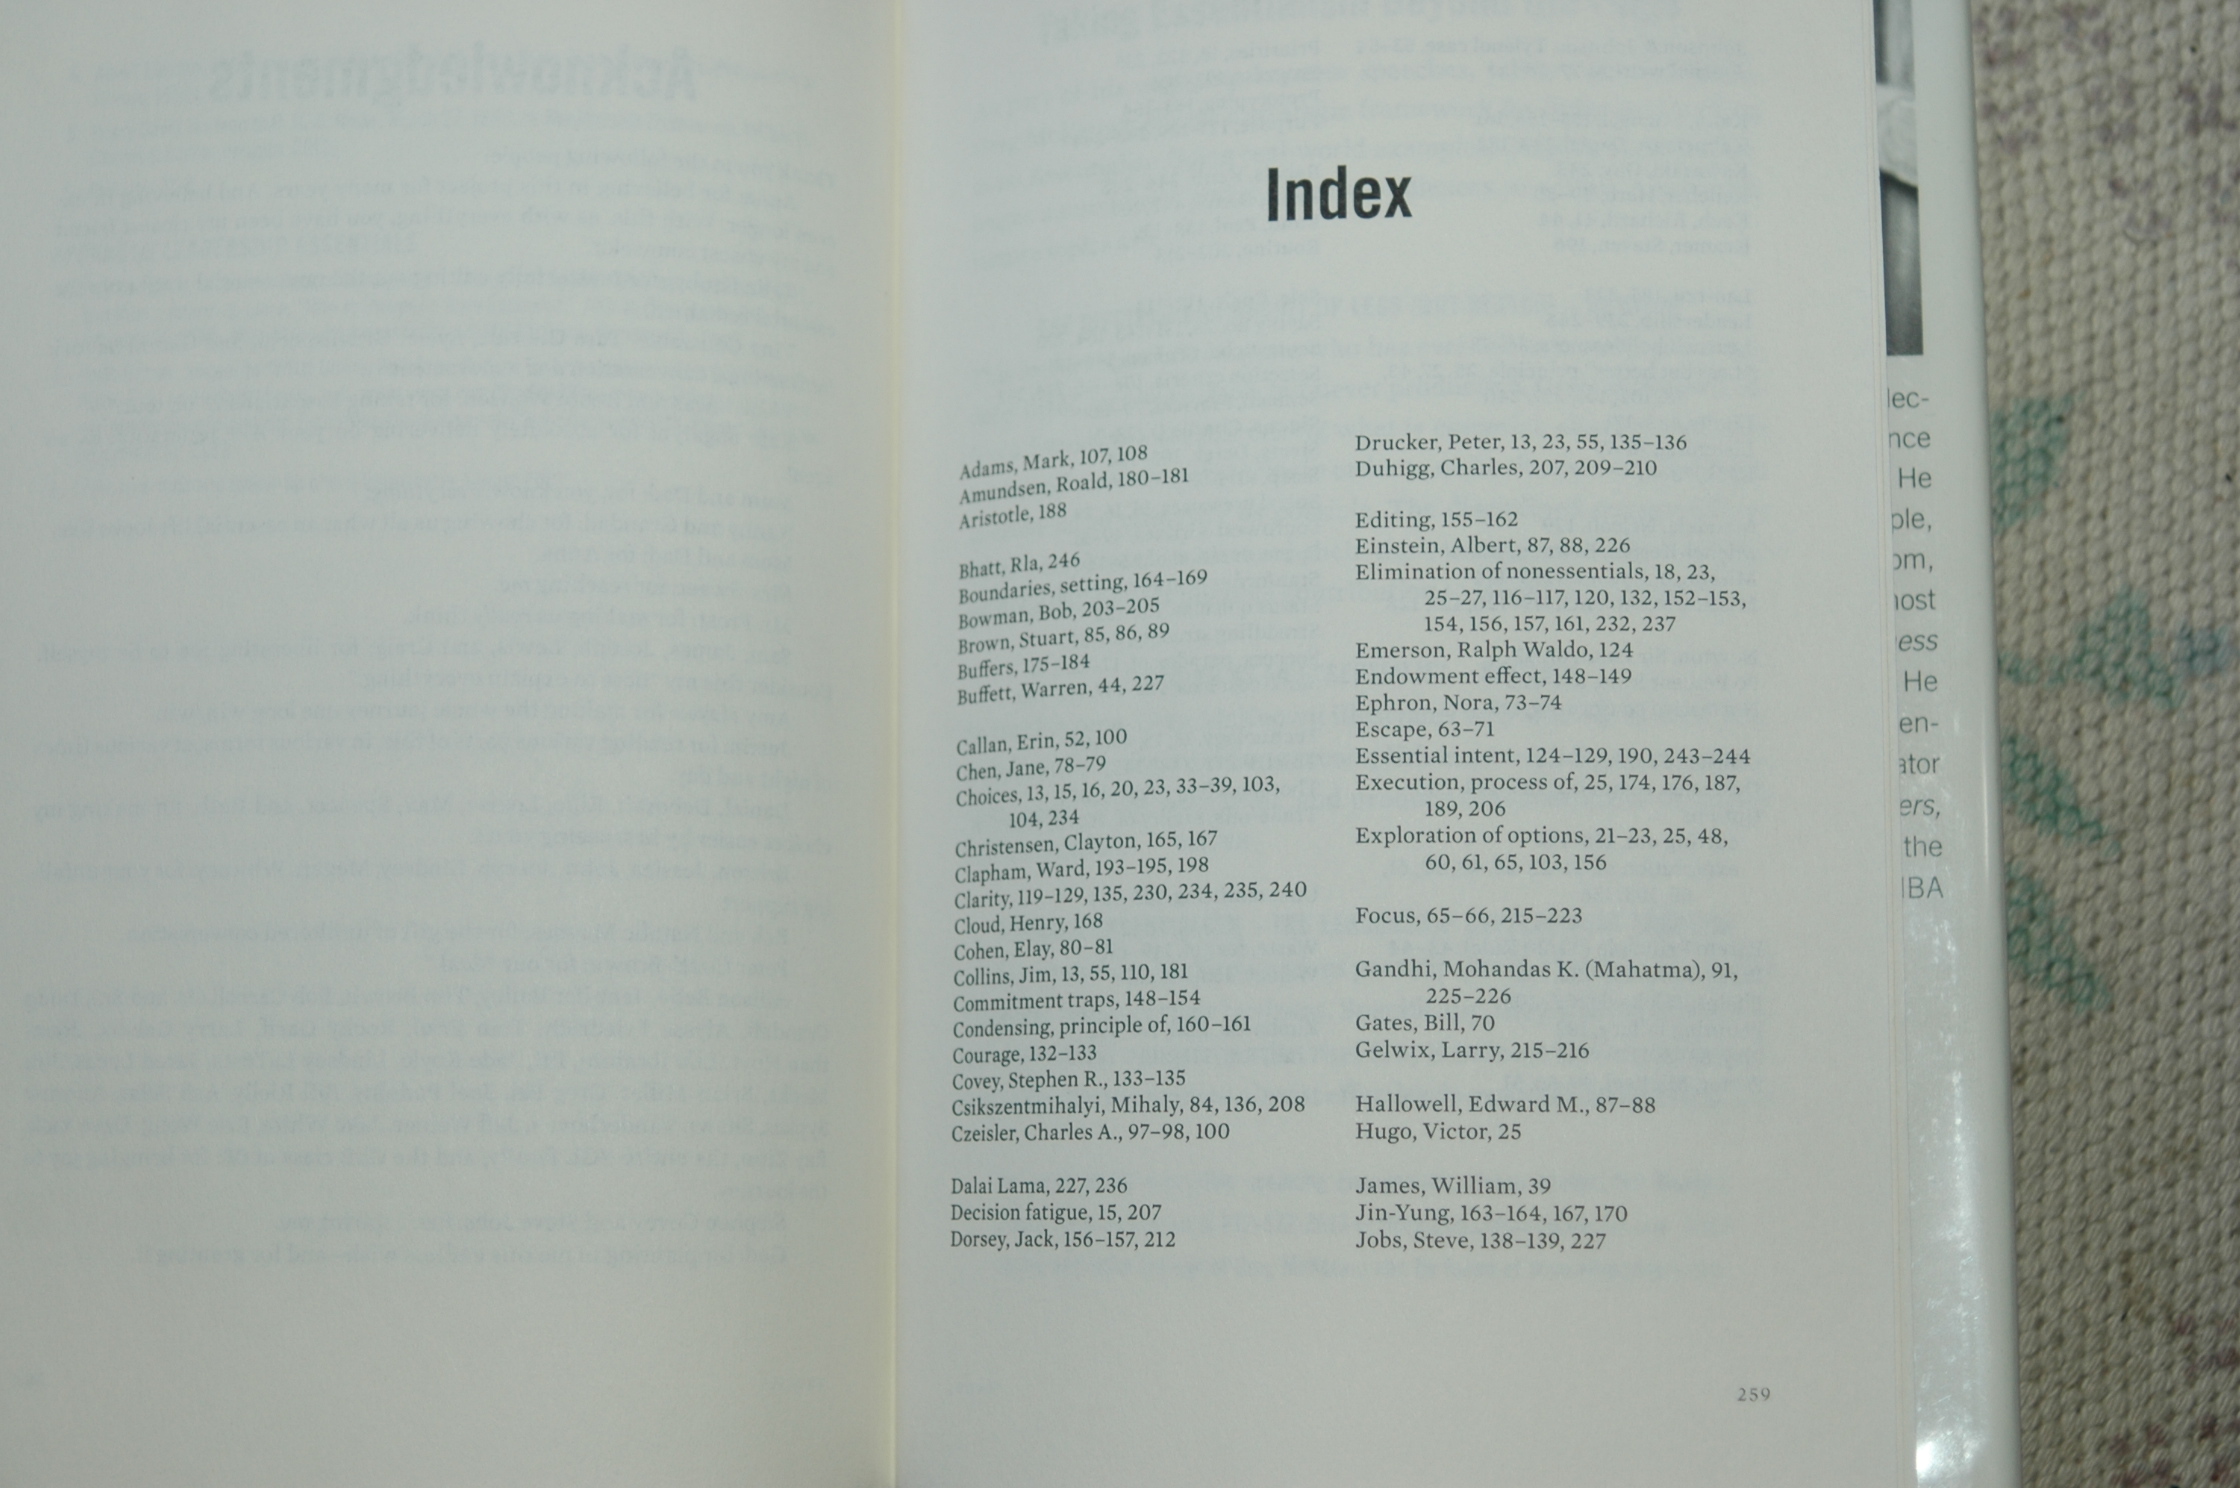 Acknowledgments
Index
Adams, Mark, 107, 108
Amundsen, Roald, 180–181
Aristotle, 188
Bhatt, Rla, 246
Boundaries, setting, 164–169
Bowman, Bob, 203–205
Brown, Stuart, 85, 86, 89
Buffers, 175–184
Buffett, Warren, 44, 227
Callan, Erin, 52, 100
Chen, Jane, 78–79
Choices, 13, 15, 16, 20, 23, 33–39, 103,
104, 234
Christensen, Clayton, 165, 167
Clapham, Ward, 193–195, 198
Clarity, 119–129, 135, 230, 234, 235, 240
Cloud, Henry, 168
Cohen, Elay, 80–81
Collins, Jim, 13, 55, 110, 181
Commitment traps, 148–154
Condensing, principle of, 160–161
Courage, 132–133
Covey, Stephen R., 133–135
Csikszentmihalyi, Mihaly, 84, 136, 208
Czeisler, Charles A., 97–98, 100
Dalai Lama, 227, 236
Decision fatigue, 15, 207
Dorsey, Jack, 156–157, 212
Drucker, Peter, 13, 23, 55, 135–136
Duhigg, Charles, 207, 209–210
Editing, 155–162
Einstein, Albert, 87, 88, 226
Elimination of nonessentials, 18, 23,
25–27, 116–117, 120, 132, 152–153,
154, 156, 157, 161, 232, 237
Emerson, Ralph Waldo, 124
Endowment effect, 148–149
Ephron, Nora, 73–74
Escape, 63–71
Essential intent, 124–129, 190, 243–244
Execution, process of, 25, 174, 176, 187,
189, 206
Exploration of options, 21–23, 25, 48,
60, 61, 65, 103, 156
Focus, 65–66, 215–223
Gandhi, Mohandas K. (Mahatma), 91,
225–226
Gates, Bill, 70
Gelwix, Larry, 215–216
Hallowell, Edward M., 87–88
Hugo, Victor, 25
James, William, 39
Jin-Yung, 163–164, 167, 170
Jobs, Steve, 138–139, 227
259
lec-
nce
He
ple,
om,
ost
ess
He
en-
ator
ers,
the
IBA